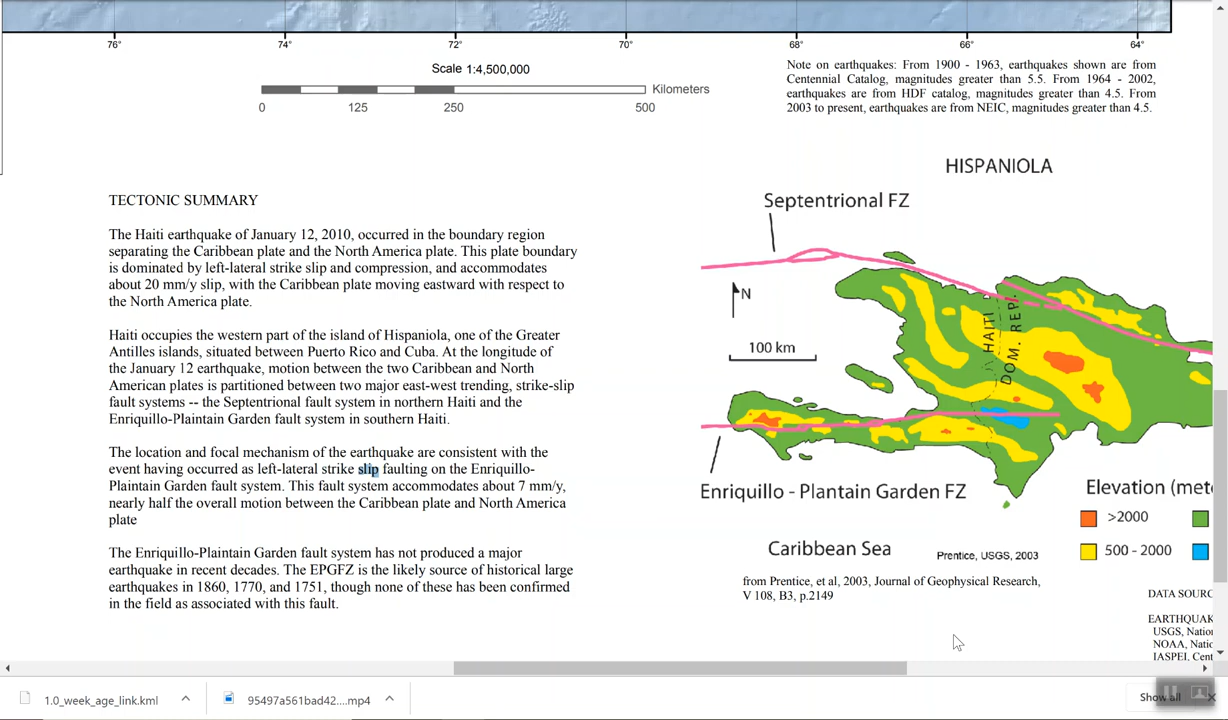 76° 74° 72° 70° 68° 66° 64°
Scale 1:4,500,000
Kilometers
0 125 250 500
Note on earthquakes: From 1900 - 1963, earthquakes shown are from
Centennial Catalog, magnitudes greater than 5.5. From 1964 - 2002,
earthquakes are from HDF catalog, magnitudes greater than 4.5. From
2003 to present, earthquakes are from NEIC, magnitudes greater than 4.5.
TECTONIC SUMMARY
The Haiti earthquake of January 12, 2010, occurred in the boundary region
separating the Caribbean plate and the North America plate. This plate boundary
is dominated by left-lateral strike slip and compression, and accommodates
about 20 mm/y slip, with the Caribbean plate moving eastward with respect to
the North America plate.
Haiti occupies the western part of the island of Hispaniola, one of the Greater
Antilles islands, situated between Puerto Rico and Cuba. At the longitude of
the January 12 earthquake, motion between the two Caribbean and North
American plates is partitioned between two major east-west trending, strike-slip
fault systems -- the Septentrional fault system in northern Haiti and the
Enriquillo-Plaintain Garden fault system in southern Haiti.
The location and focal mechanism of the earthquake are consistent with the
event having occurred as left-lateral strike slip faulting on the Enriquillo-
Plaintain Garden fault system. This fault system accommodates about 7 mm/y,
nearly half the overall motion between the Caribbean plate and North America
plate
The Enriquillo-Plaintain Garden fault system has not produced a major
earthquake in recent decades. The EPGFZ is the likely source of historical large
earthquakes in 1860, 1770, and 1751, though none of these has been confirmed
in the field as associated with this fault.
HISPANIOLA
Septentrional FZ
N
100 km
HAITI
DOM. REP.
Enriquillo - Plantain Garden FZ
Elevation (mete
>2000
500 - 2000
Caribbean Sea
Prentice, USGS, 2003
from Prentice, et al, 2003, Journal of Geophysical Research,
V 108, B3, p.2149
DATA SOURC
EARTHQUAK
USGS, Nation
NOAA, Nation
IASPEI, Cent
1.0_week_age_link.kml
95497a561bad42....mp4
Show all